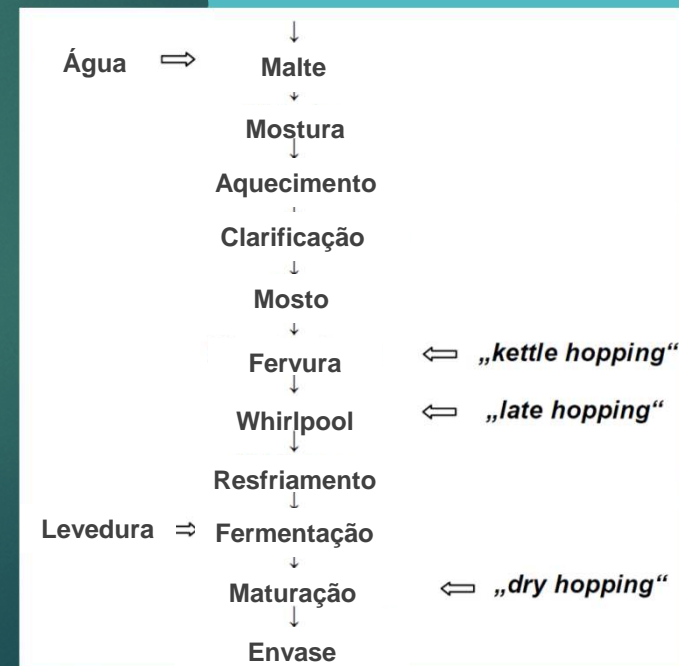 Água ⇨ Malte
Mostura
Aquecimento
Clarificação
Mosto
Fervura ⇦ „kettle hopping“
Whirlpool ⇦ „late hopping“
Resfriamento
Levedura ⇨ Fermentação
Maturação ⇦ „dry hopping“
Envase